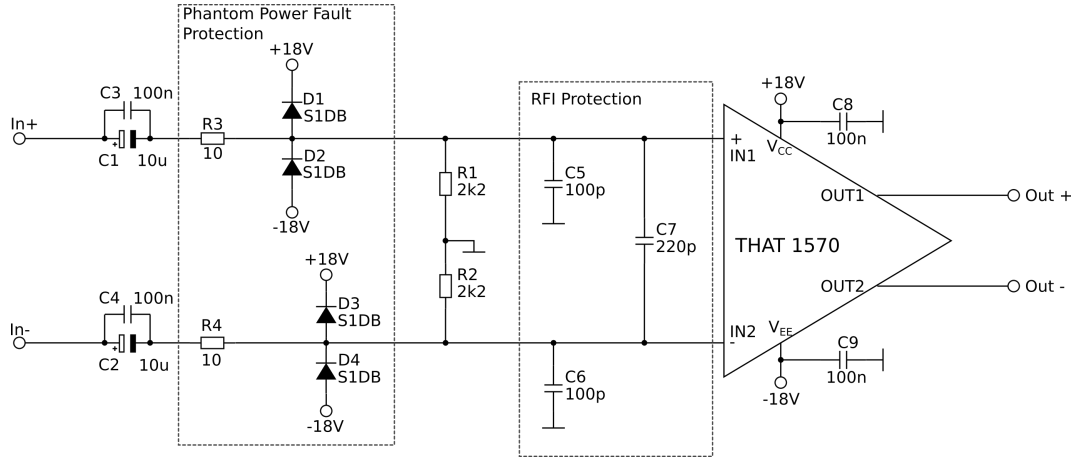 Phantom Power Fault
Protection
+18V
C3 100n
D1
S1DB
In+
C1 10u
R3
10
D2
S1DB
-18V
R1
2k2
RFI Protection
C5
100p
C7
220p
+18V
C8
100n
+
IN1
VCC
OUT1
Out +
THAT 1570
+18V
R2
2k2
C4 100n
D3
S1DB
In-
C2 10u
R4
10
D4
S1DB
-18V
C6
100p
OUT2
Out -
IN2
-
VEE
C9
100n
-18V